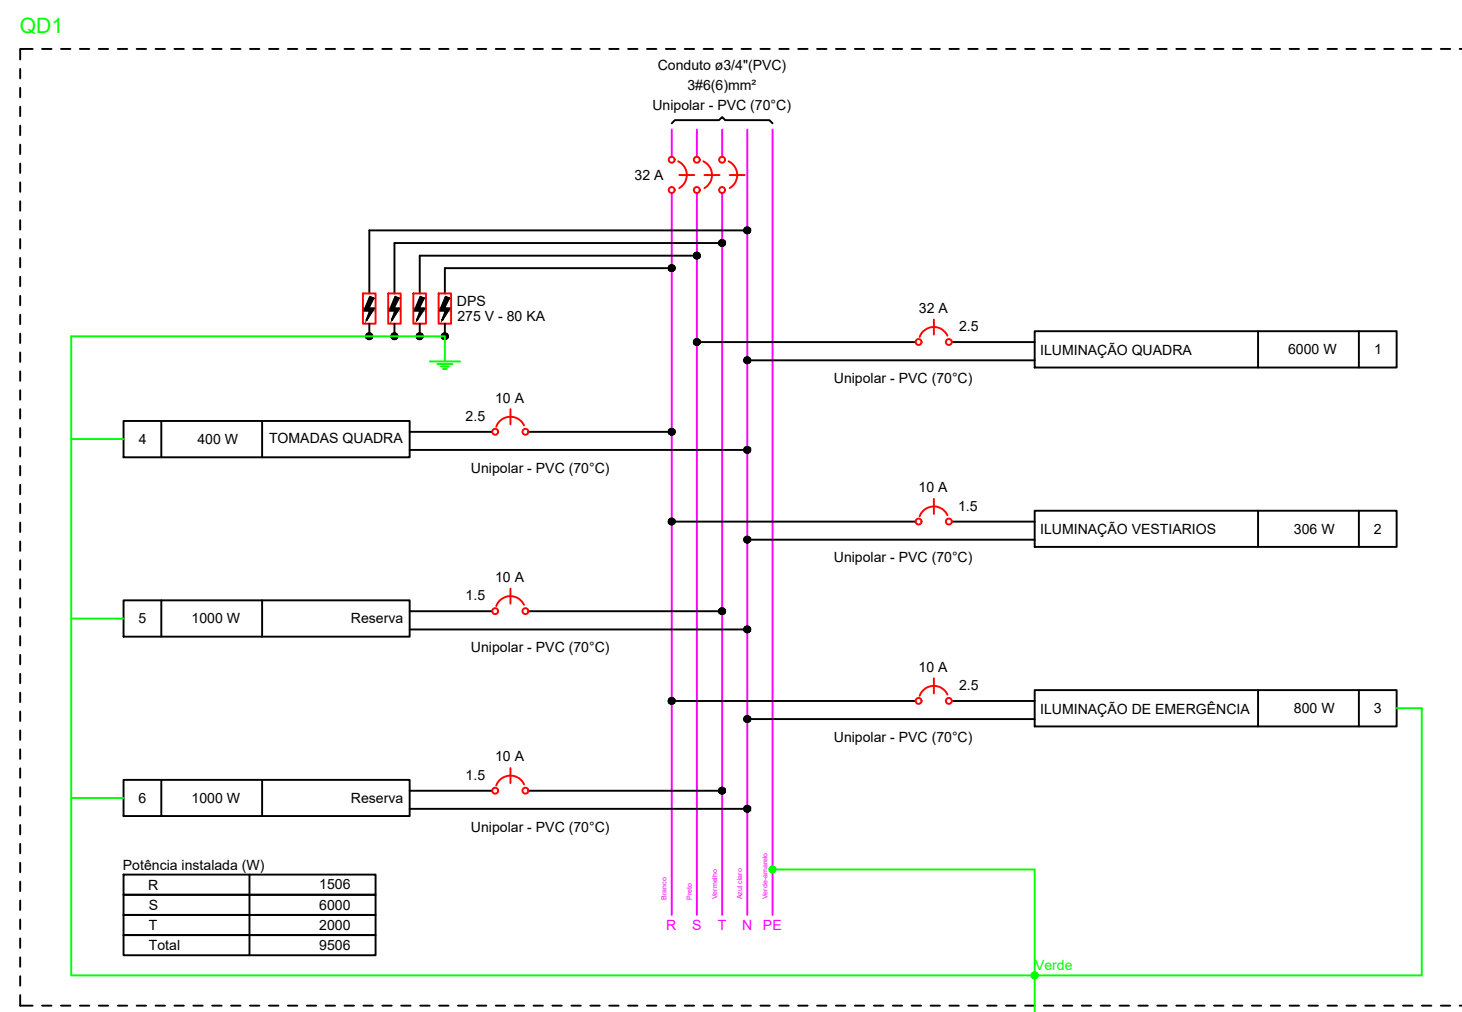 QD1
Conduto ø3/4"(PVC)
3#6(6)mm²
Unipolar - PVC (70°C)
32 A
DPS
275 V - 80 KA
32 A
2.5
ILUMINAÇÃO QUADRA 6000 W 1
Unipolar - PVC (70°C)
10 A
2.5
4 400 W TOMADAS QUADRA
Unipolar - PVC (70°C)
10 A
1.5
ILUMINAÇÃO VESTIARIOS 306 W 2
Unipolar - PVC (70°C)
10 A
1.5
5 1000 W Reserva
Unipolar - PVC (70°C)
10 A
2.5
ILUMINAÇÃO DE EMERGÊNCIA 800 W 3
Unipolar - PVC (70°C)
10 A
1.5
6 1000 W Reserva
Unipolar - PVC (70°C)
Potência instalada (W)
R 1506
S 6000
T 2000
Total 9506
Branco
Preto
Vermelho
Azul claro
Verde-amarelo
R S T N PE
Verde